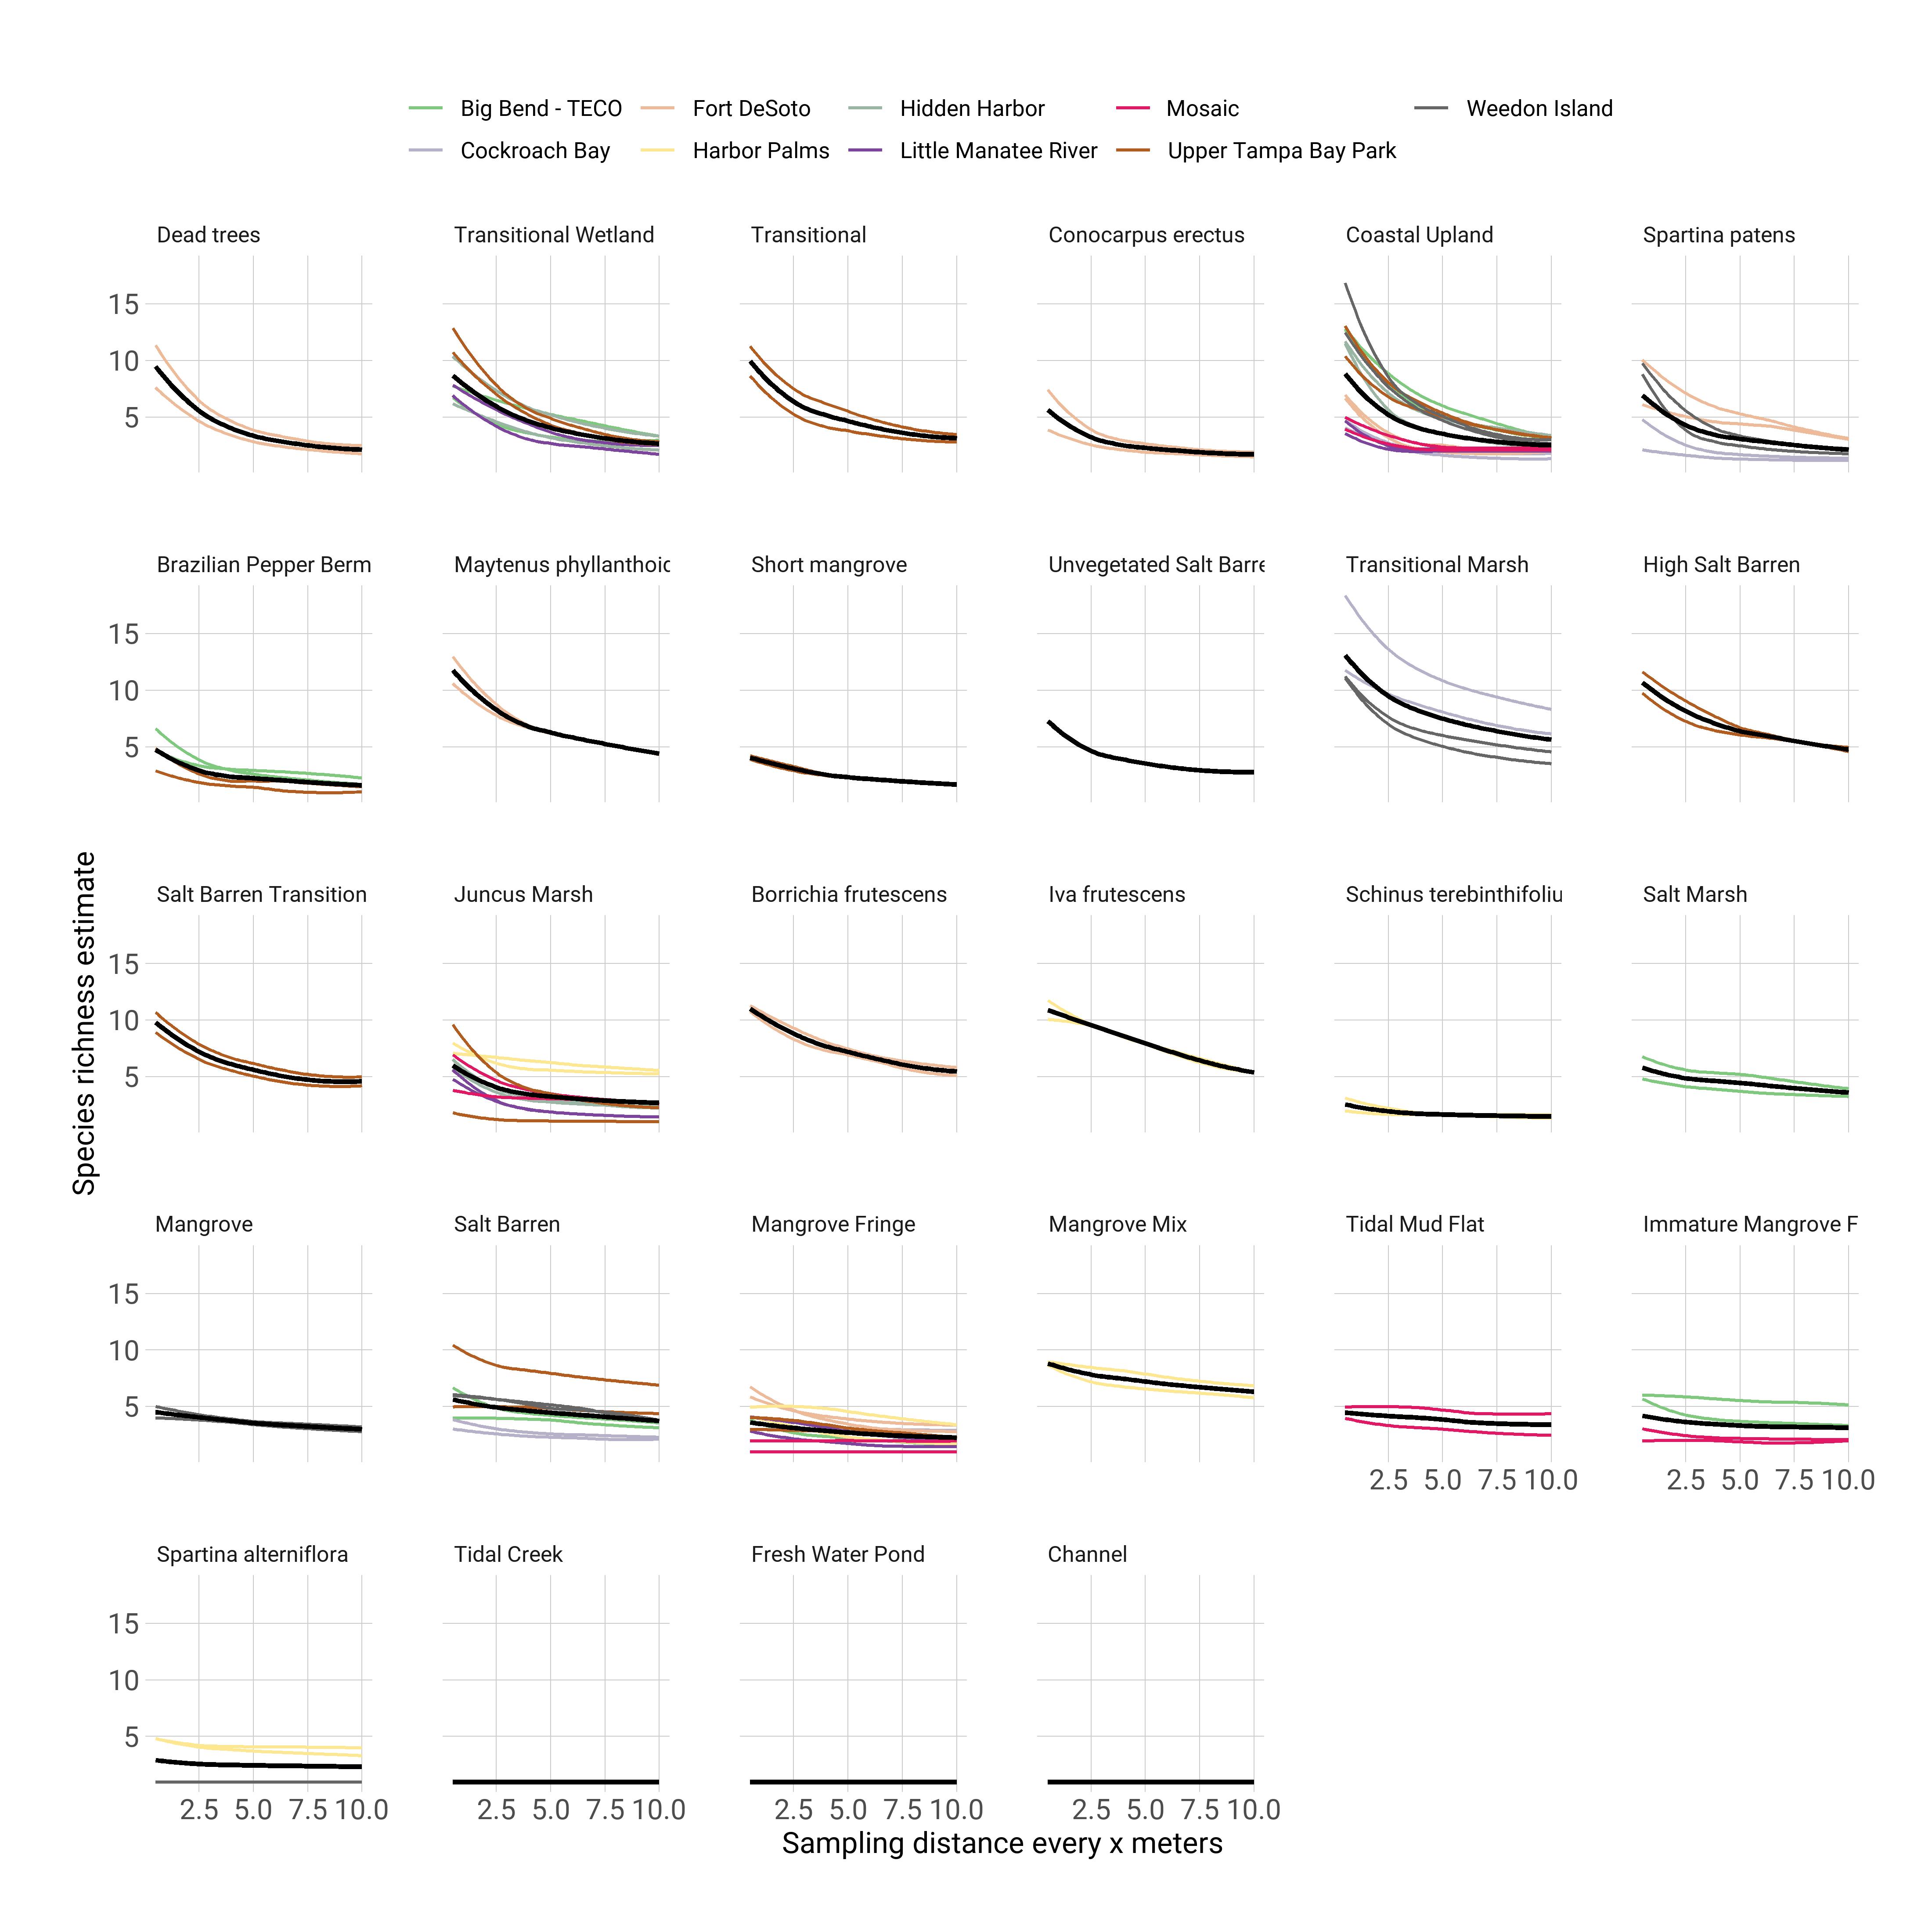 Big Bend - TECO Fort DeSoto Hidden Harbor Mosaic Weedon Island
Cockroach Bay Harbor Palms Little Manatee River Upper Tampa Bay Park
Dead trees Transitional Wetland Transitional Conocarpus erectus Coastal Upland Spartina patens
15
10
5
Brazilian Pepper Berm Maytenus phyllanthoid Short mangrove Unvegetated Salt Barre Transitional Marsh High Salt Barren
15
10
5
Species richness estimate
Salt Barren Transition Juncus Marsh Borrichia frutescens Iva frutescens Schinus terebinthifoliu Salt Marsh
15
10
5
Mangrove Salt Barren Mangrove Fringe Mangrove Mix Tidal Mud Flat Immature Mangrove F
15
10
5
2.5 5.0 7.5 10.0 2.5 5.0 7.5 10.0
Spartina alterniflora Tidal Creek Fresh Water Pond Channel
15
10
5
2.5 5.0 7.5 10.0 2.5 5.0 7.5 10.0 2.5 5.0 7.5 10.0 2.5 5.0 7.5 10.0
Sampling distance every x meters